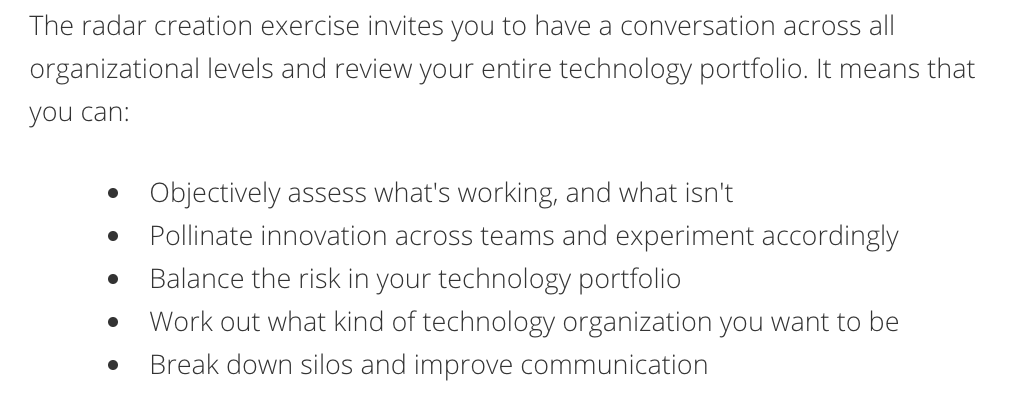 The radar creation exercise invites you to have a conversation across all
organizational levels and review your entire technology portfolio. It means that
you can:
• Objectively assess what's working, and what isn't
• Pollinate innovation across teams and experiment accordingly
• Balance the risk in your technology portfolio
• Work out what kind of technology organization you want to be
• Break down silos and improve communication